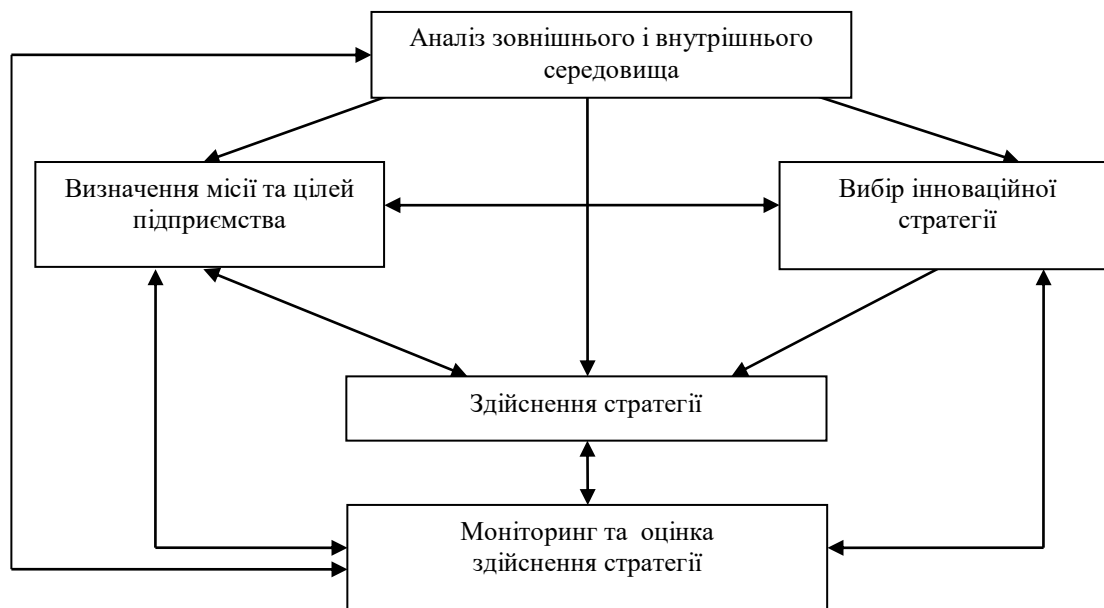 Аналіз зовнішнього і внутрішнього
середовища
Визначення місії та цілей
підприємства
Вибір інноваційної
стратегії
Здійснення стратегії
Моніторинг та оцінка
здійснення стратегії